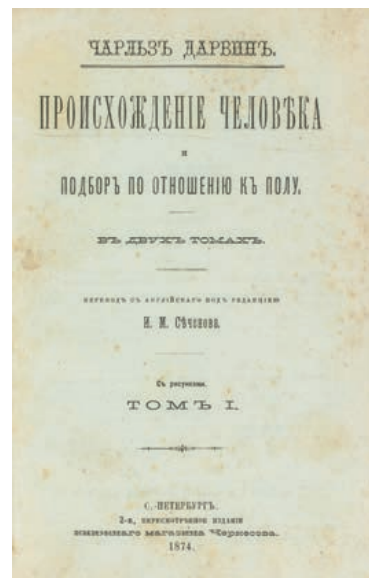 ЧАРЛЬЗЪ ДАРВИНЪ.
ПРОИСХОЖДЕНІЕ ЧЕЛОВѢКА
И
ПОДБОРЪ ПО ОТНОШЕНІЮ КЪ ПОЛУ.
ВЪ ДВУХЪ ТОМАХЪ.
ПЕРЕВОДЪ СЪ АНГЛІЙСКАГО ПОДЪ РЕДАКЦІЕЮ
И. М. Сѣченова.
Съ рисунками.
ТОМЪ I.
С.-ПЕТЕРБУРГЪ.
2-е, ПЕРЕСМОТРѢННОЕ ИЗДАНІЕ
книжнаго магазина Черкесова.
1874.